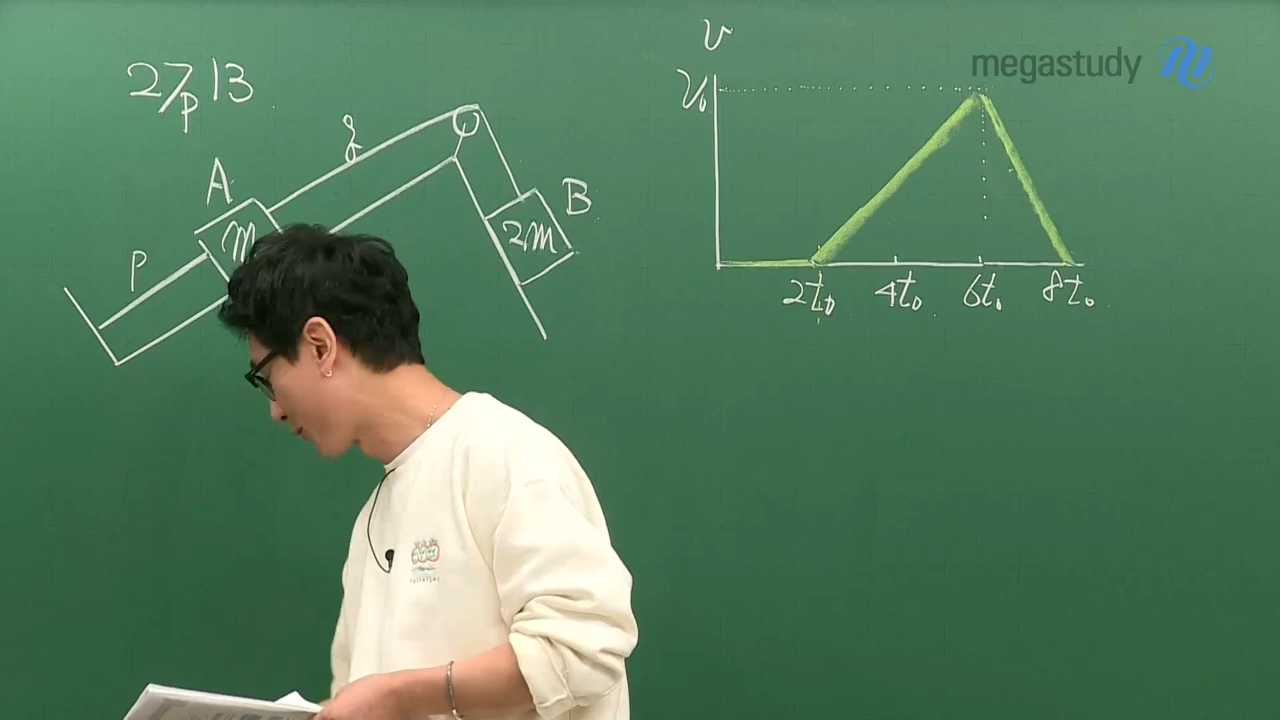 27/p 13
A
m
p
q
B
2m
v
v₀
2t₀ 4t₀ 6t₀ 8t₀
megastudy